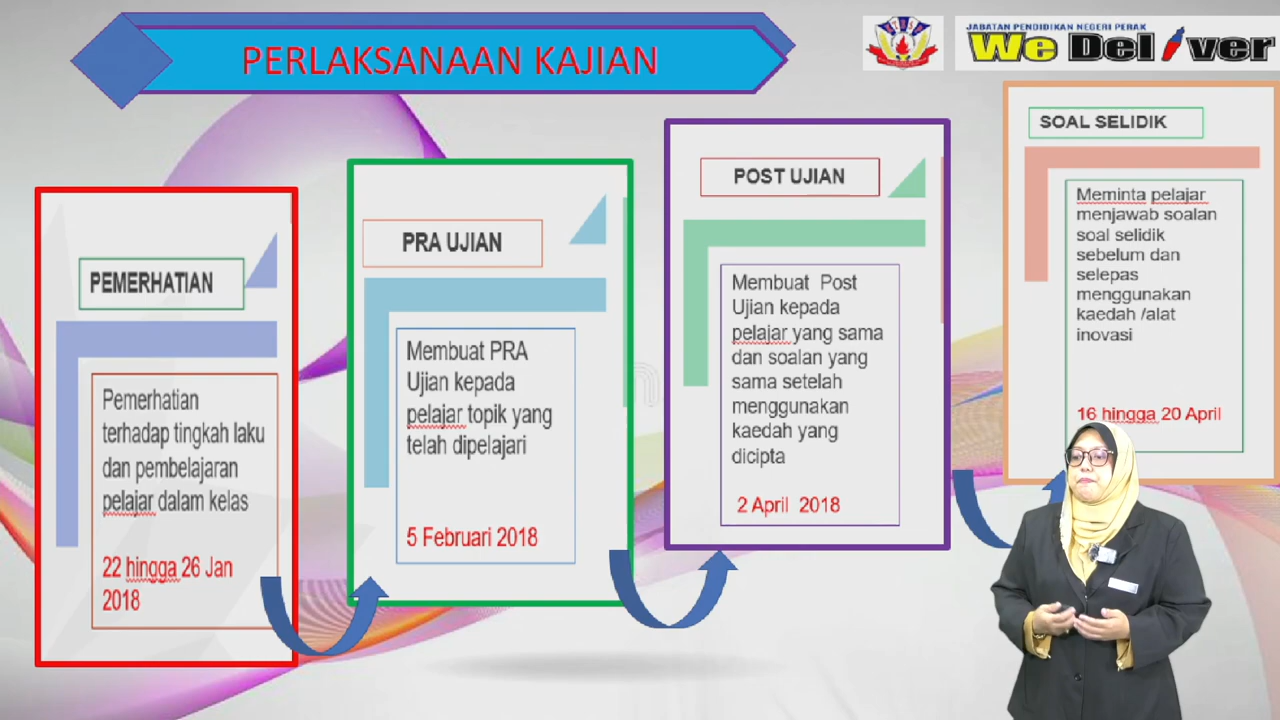 PERLAKSANAAN KAJIAN
JABATAN PENDIDIKAN NEGERI PERAK
We Deliver
PEMERHATIAN
Pemerhatian
terhadap tingkah laku
dan pembelajaran
pelajar dalam kelas
22 hingga 26 Jan
2018
PRA UJIAN
Membuat PRA
Ujian kepada
pelajar topik yang
telah dipelajari
5 Februari 2018
POST UJIAN
Membuat Post
Ujian kepada
pelajar yang sama
dan soalan yang
sama setelah
menggunakan
kaedah yang
dicipta
2 April 2018
SOAL SELIDIK
Meminta pelajar
menjawab soalan
soal selidik
sebelum dan
selepas
menggunakan
kaedah /alat
inovasi
16 hingga 20 April